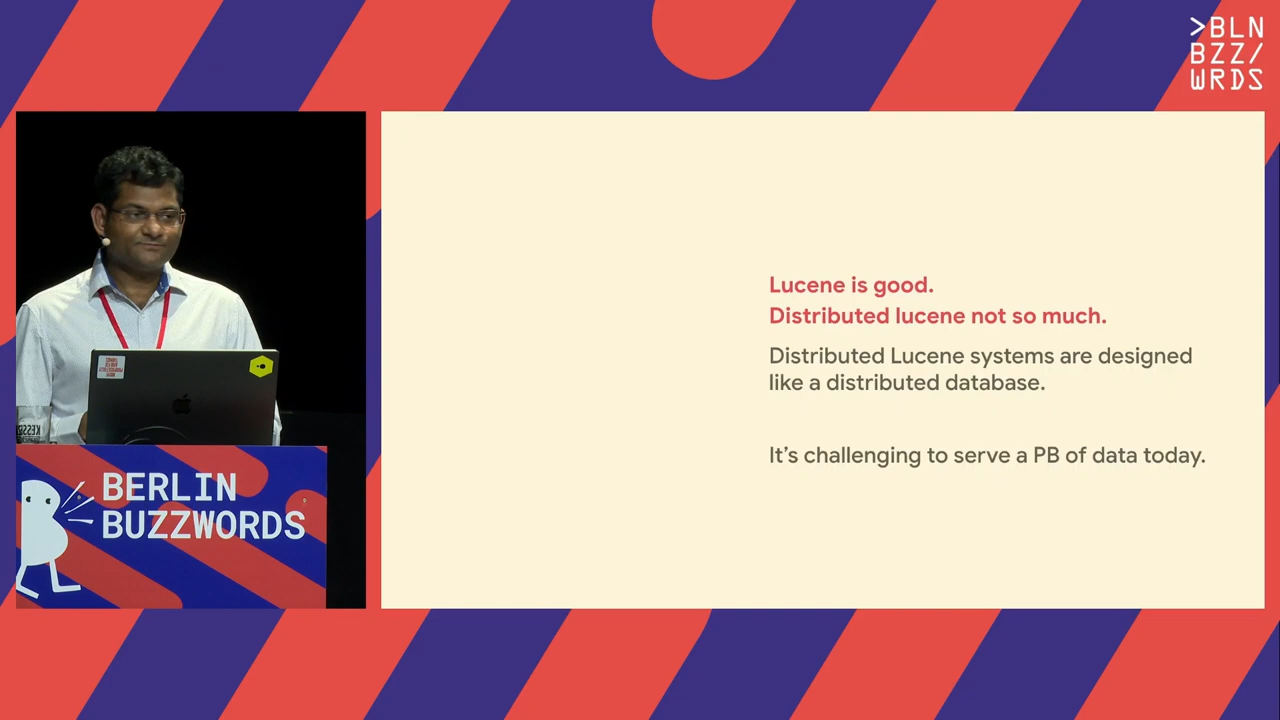 >BLN
BZZ/
WRDS
Lucene is good.
Distributed lucene not so much.
Distributed Lucene systems are designed
like a distributed database.
It's challenging to serve a PB of data today.
BERLIN
BUZZWORDS